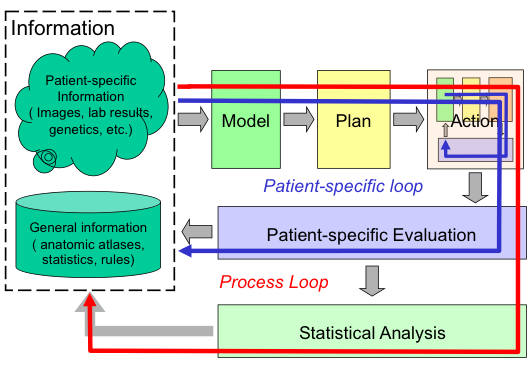 Information
Patient-specific
Information
( Images, lab results,
genetics, etc.)
Model
Plan
Action
Patient-specific loop
General information
( anatomic atlases,
statistics, rules)
Patient-specific Evaluation
Process Loop
Statistical Analysis